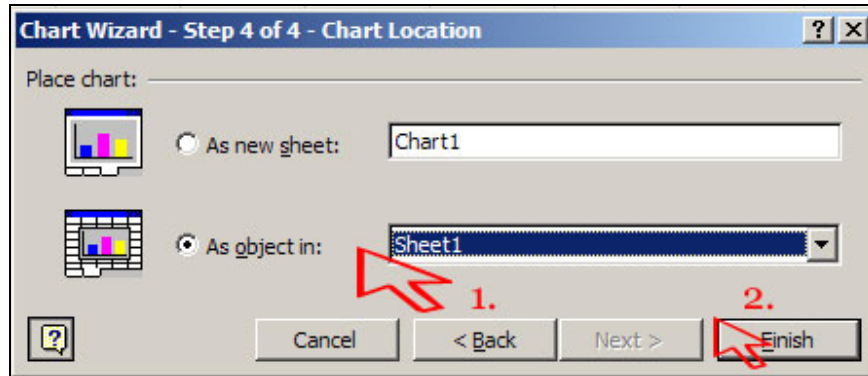 Chart Wizard - Step 4 of 4 - Chart Location ? X
Place chart:
As new sheet: Chart1
As object in: Sheet1
1. 2.
? Cancel < Back Next > Finish